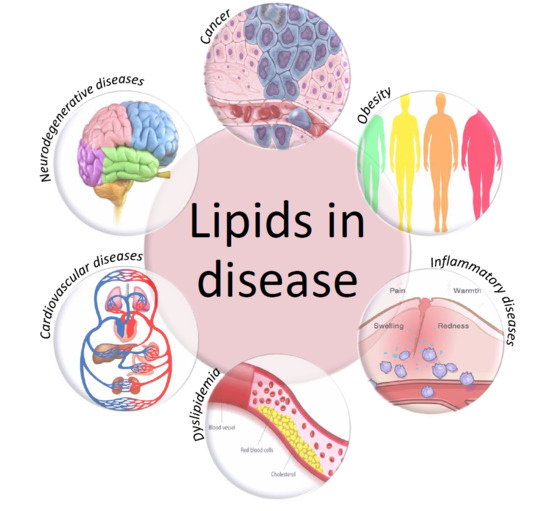 Cancer
Neurodegenerative diseases
Obesity
Lipids in
disease
Cardiovascular diseases
Inflammatory diseases
Pain
Warmth
Swelling
Redness
Dyslipidemia
Blood vessel
Red blood cells
Cholesterol